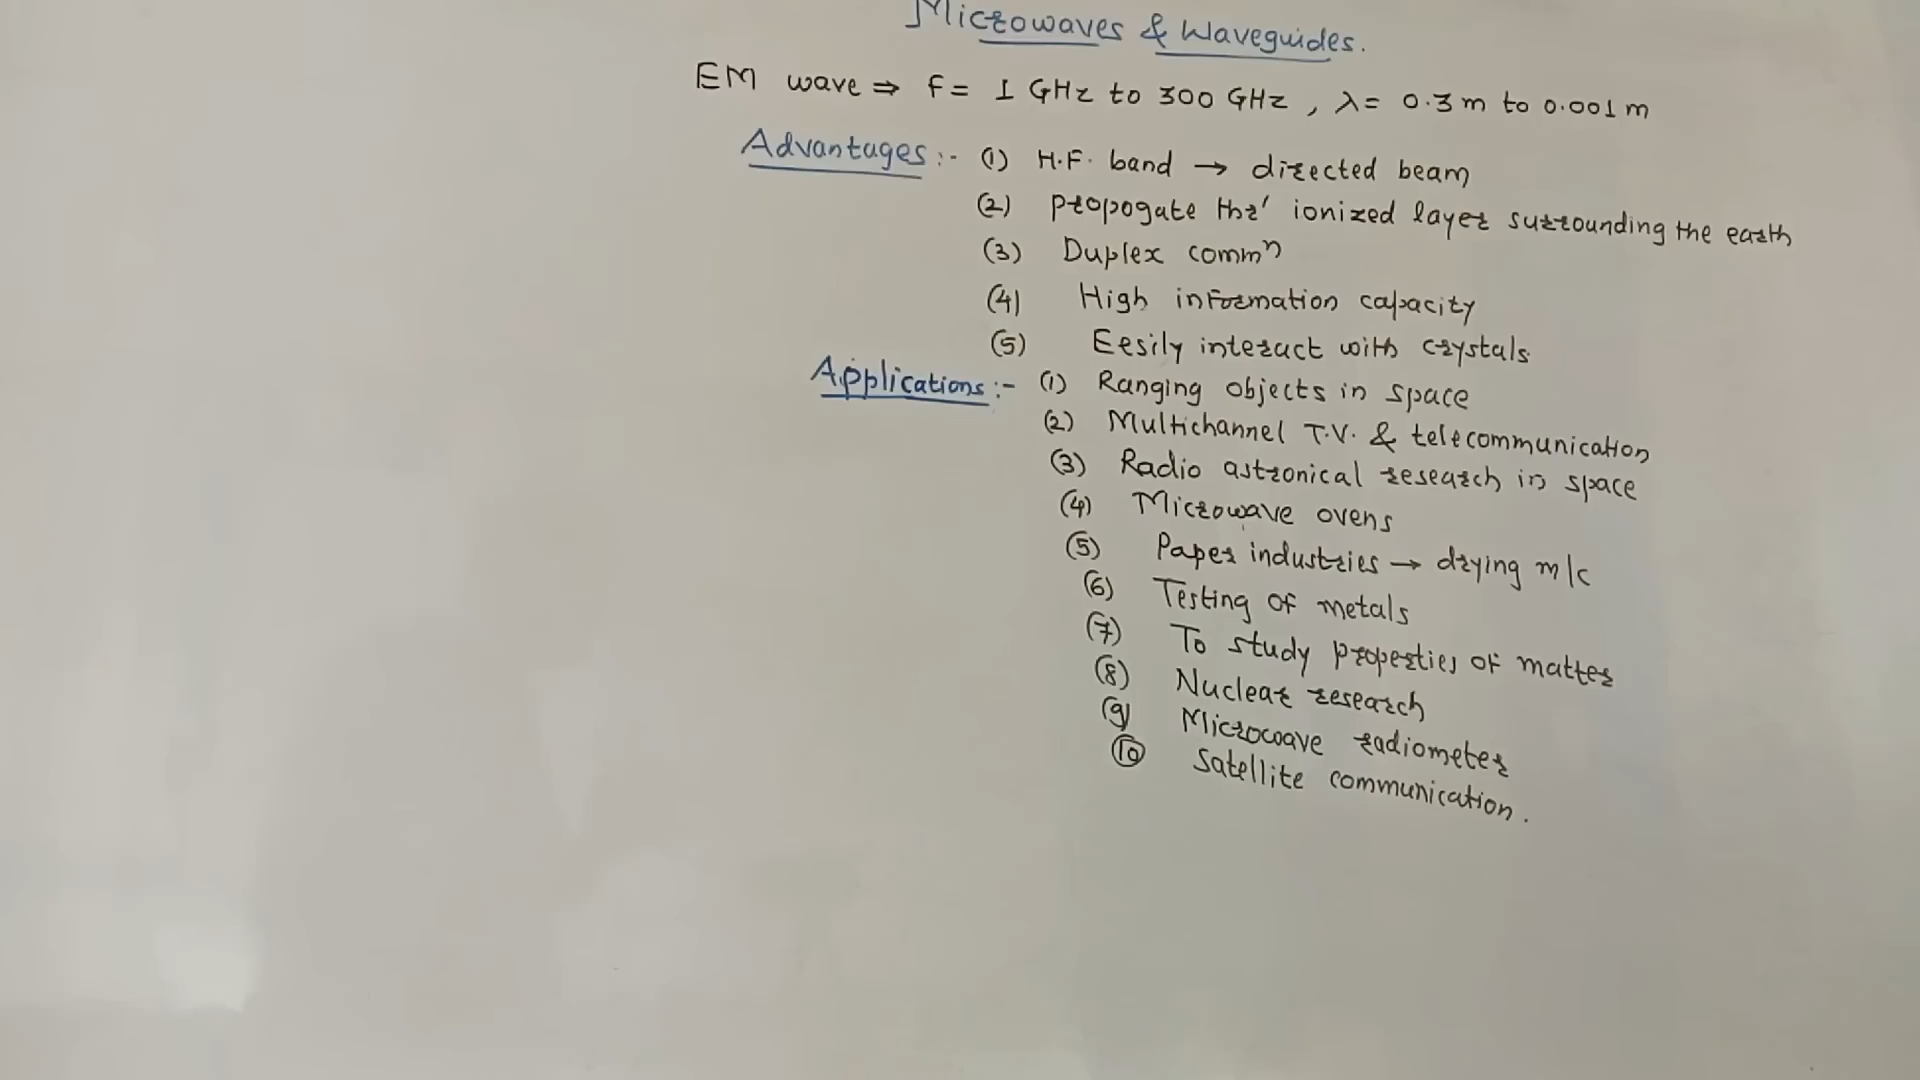 Microwaves & Waveguides.
EM wave ⇒ f = 1 GHz to 300 GHz , λ = 0.3 m to 0.001 m
Advantages :- (1) H.F. band → directed beam
(2) propogate thr' ionized layer surrounding the earth
(3) Duplex commⁿ
(4) High information capacity
(5) Eesily interact with crystals
Applications :- (1) Ranging objects in space
(2) Multichannel T.V. & telecommunication
(3) Radio astronical research in space
(4) Microwave ovens
(5) Paper industries → drying m/c
(6) Testing of metals
(7) To study properties of matter
(8) Nuclear research
(9) Microwave radiometer
(10) Satellite communication.